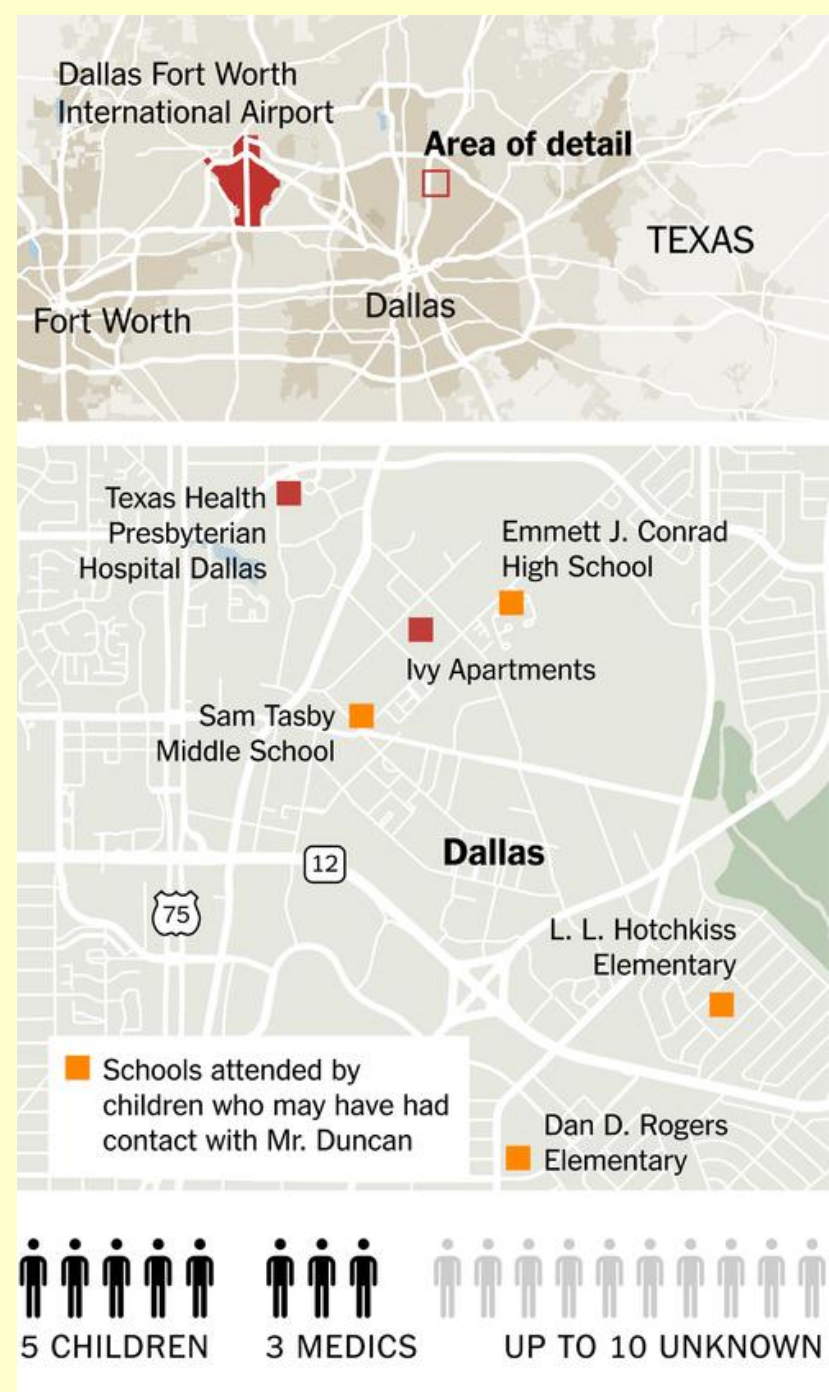 Dallas Fort Worth
International Airport
Area of detail
TEXAS
Dallas
Fort Worth
Texas Health
Presbyterian
Hospital Dallas
Emmett J. Conrad
High School
Ivy Apartments
Sam Tasby
Middle School
12
Dallas
75
L. L. Hotchkiss
Elementary
Schools attended by
children who may have had
contact with Mr. Duncan
Dan D. Rogers
Elementary
5 CHILDREN
3 MEDICS
UP TO 10 UNKNOWN